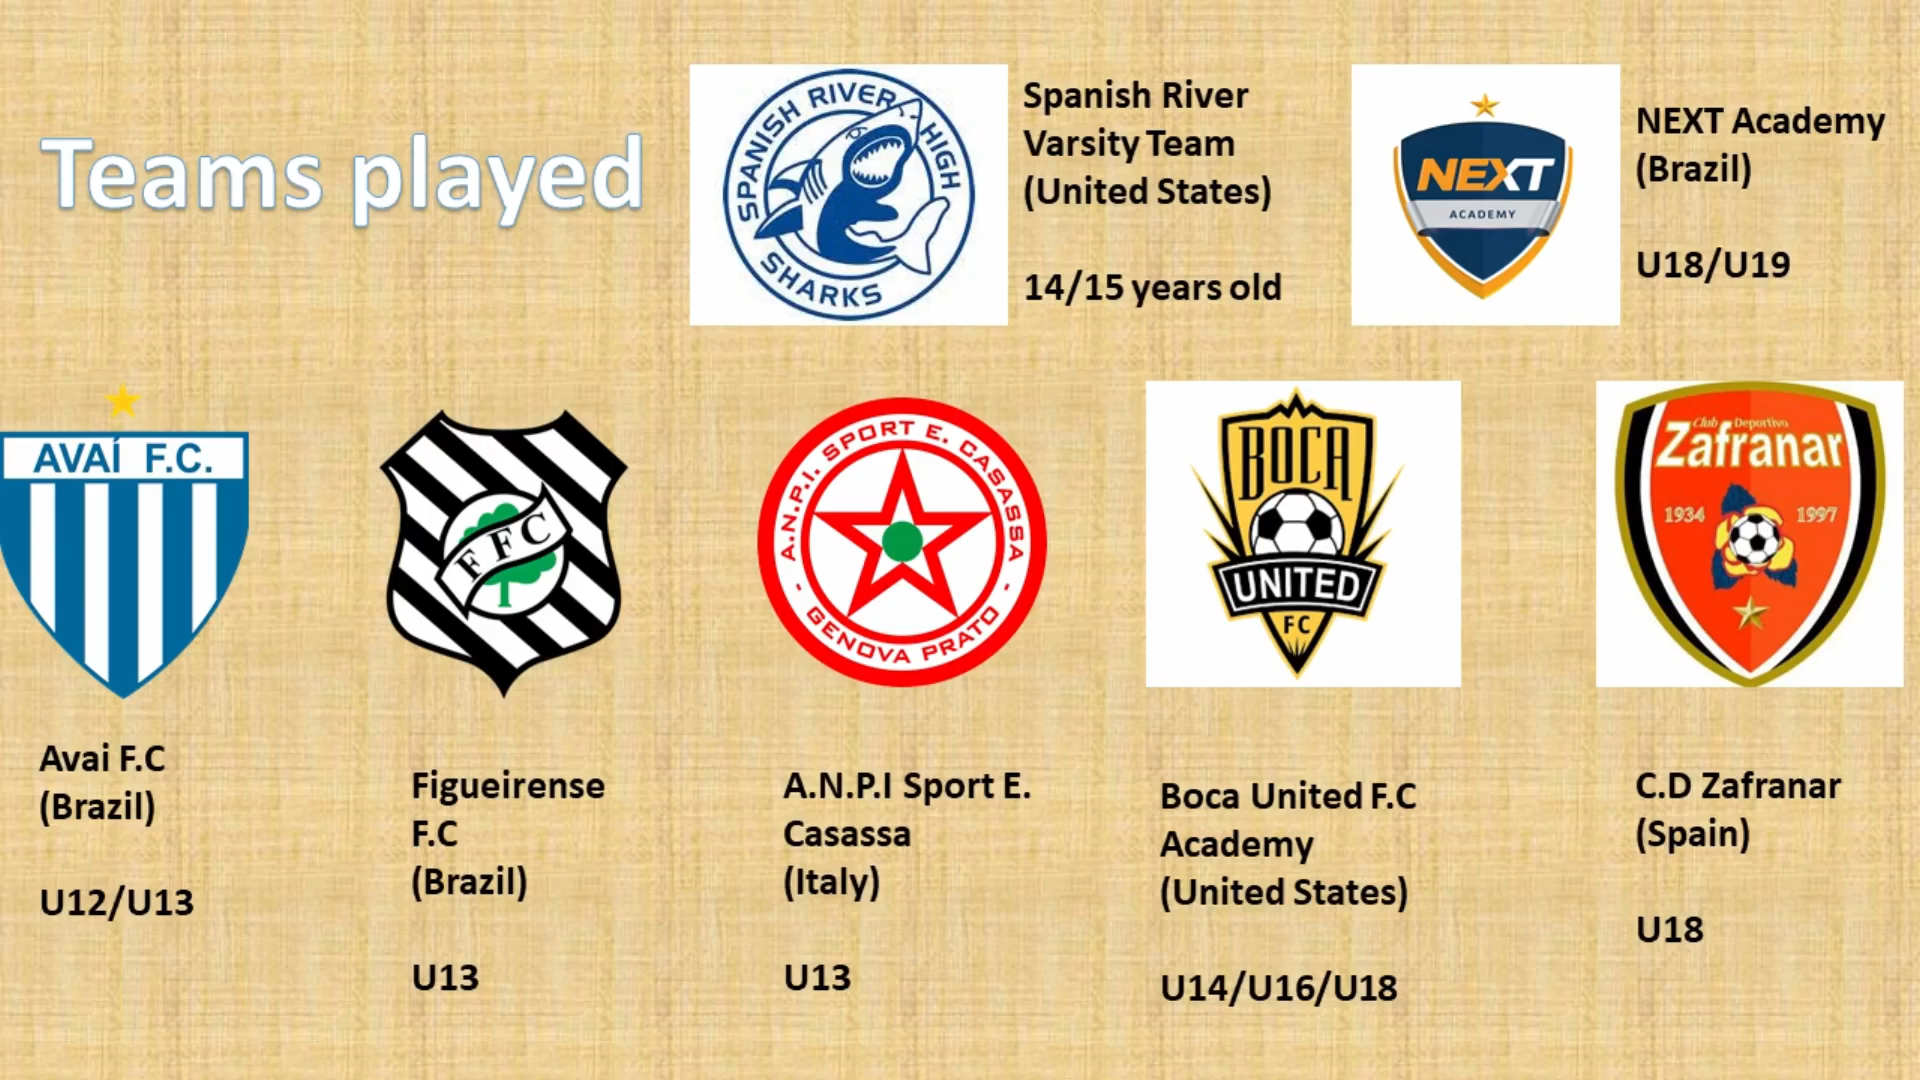 Teams played
SPANISH RIVER HIGH
SHARKS
Spanish River
Varsity Team
(United States)
14/15 years old
NEXT
ACADEMY
NEXT Academy
(Brazil)
U18/U19
AVAÍ F.C.
Avai F.C
(Brazil)
U12/U13
FFC
Figueirense
F.C
(Brazil)
U13
A.N.P.I. SPORT E. CASASSA
- GENOVA PRATO -
A.N.P.I Sport E.
Casassa
(Italy)
U13
BOCA
UNITED
FC
Boca United F.C
Academy
(United States)
U14/U16/U18
Club Deportivo
Zafranar
1934 1997
C.D Zafranar
(Spain)
U18